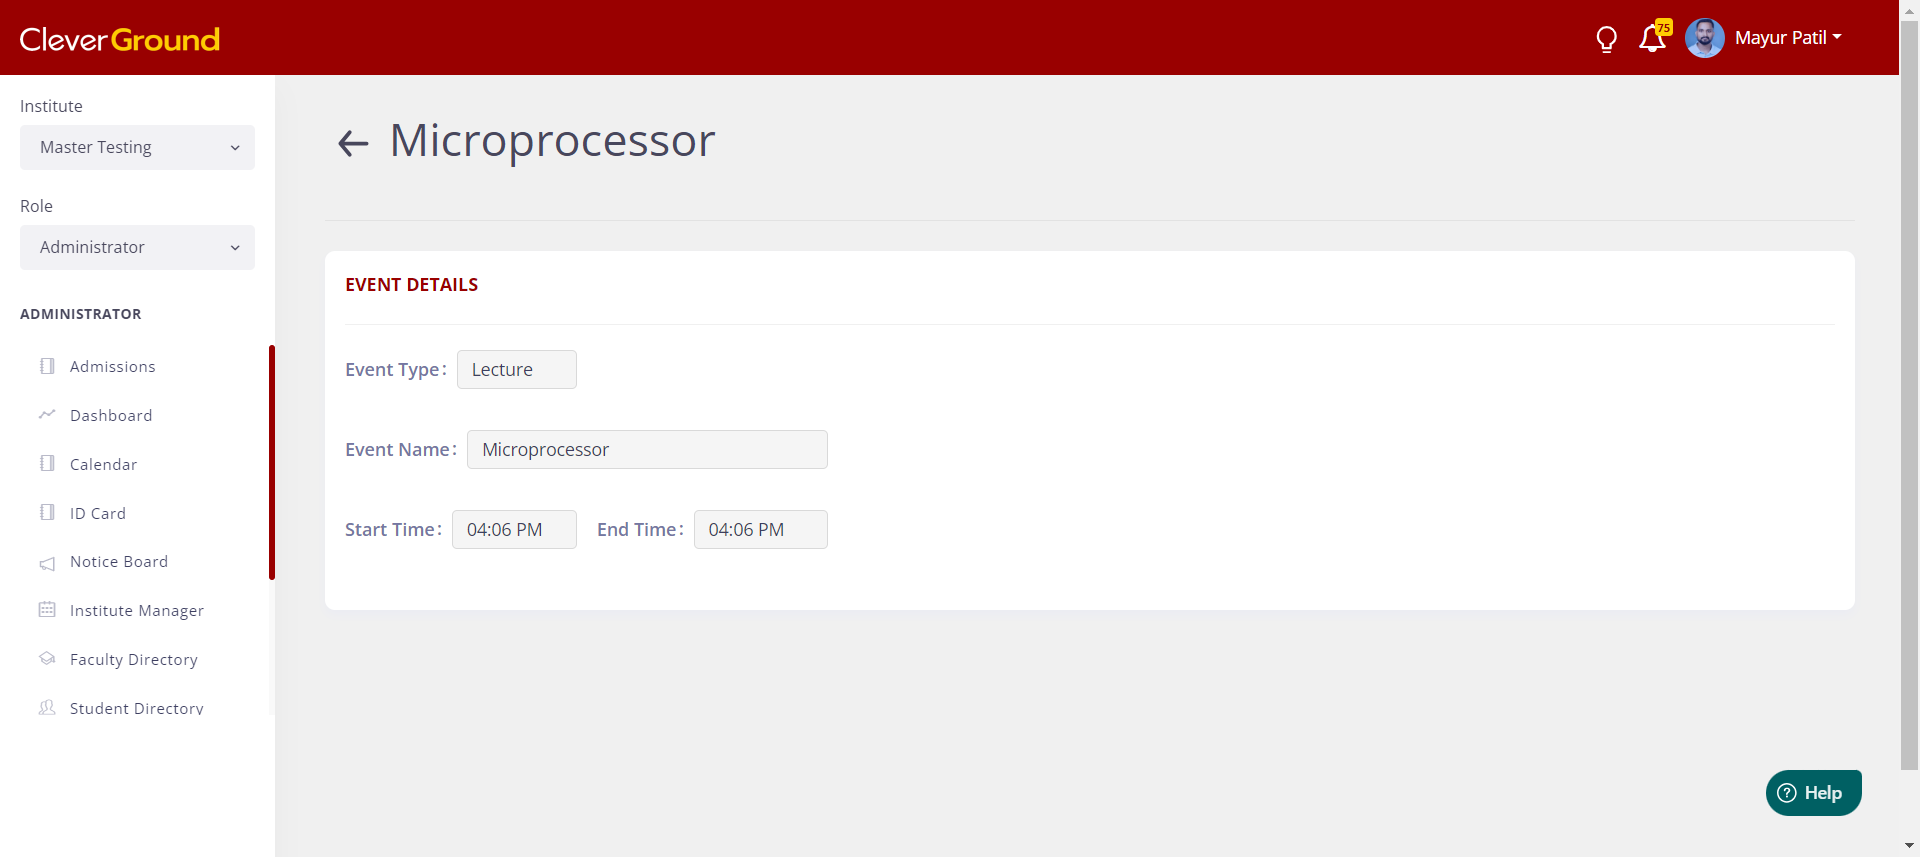 CleverGround
75
Mayur Patil
Institute
Master Testing
Role
Administrator
ADMINISTRATOR
Admissions
Dashboard
Calendar
ID Card
Notice Board
Institute Manager
Faculty Directory
Student Directory
Microprocessor
EVENT DETAILS
Event Type: Lecture
Event Name: Microprocessor
Start Time: 04:06 PM End Time: 04:06 PM
? Help